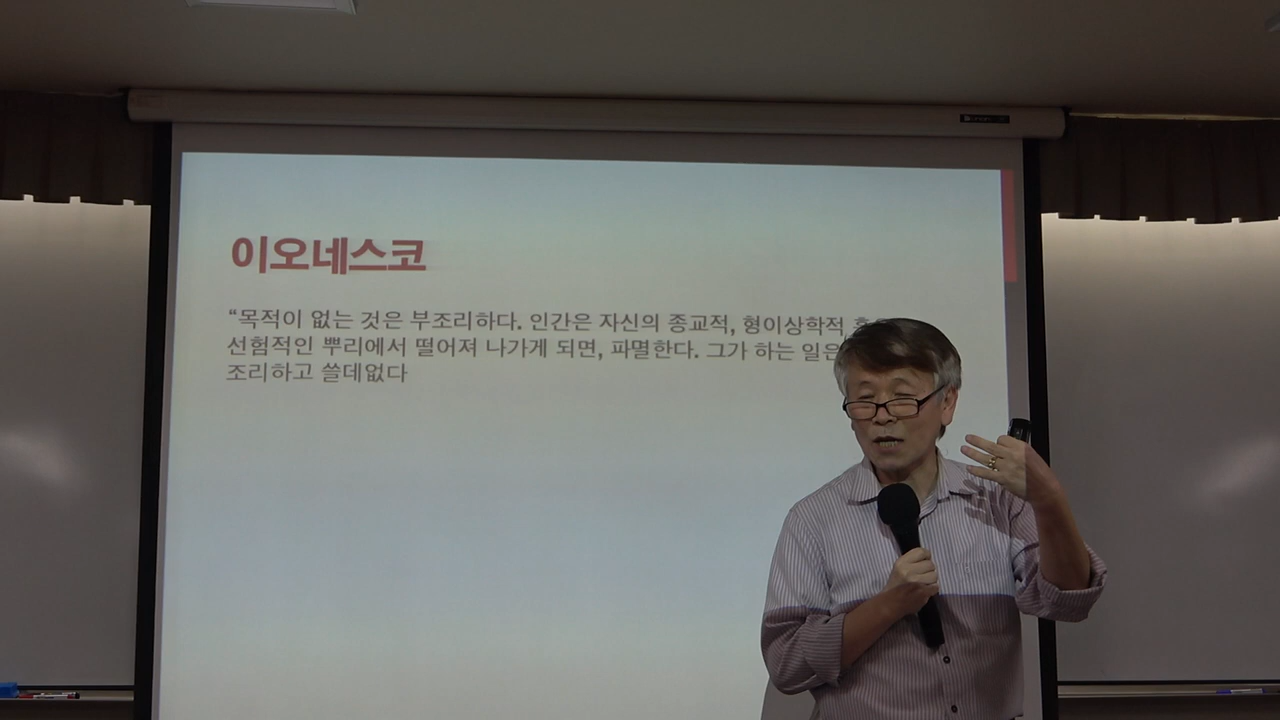 이오네스코
“목적이 없는 것은 부조리하다. 인간은 자신의 종교적, 형이상학적
선험적인 뿌리에서 떨어져 나가게 되면, 파멸한다. 그가 하는 일은
조리하고 쓸데없다